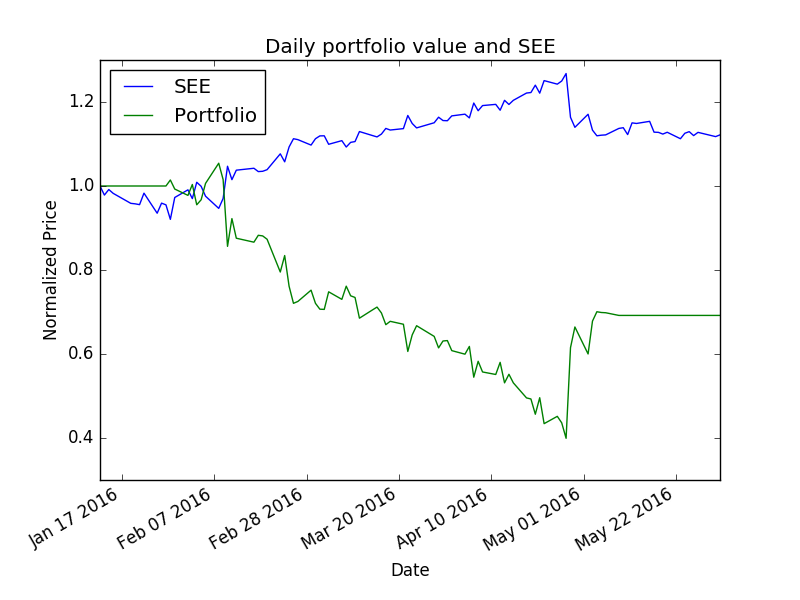 Daily portfolio value and SEE
SEE
Portfolio
1.2
1.0
0.8
0.6
0.4
Normalized Price
Jan 17 2016
Feb 07 2016
Feb 28 2016
Mar 20 2016
Apr 10 2016
May 01 2016
May 22 2016
Date